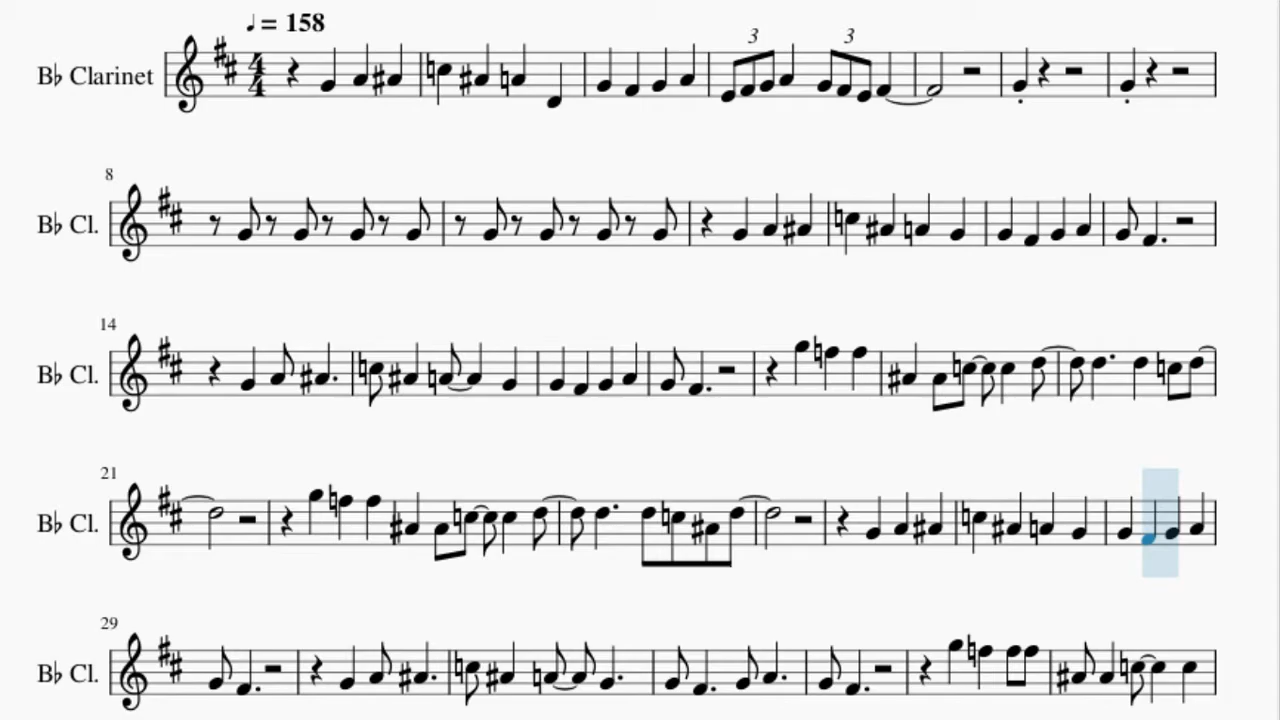 ♩ = 158
B♭ Clarinet
4
4
3
3
8
B♭ Cl.
14
B♭ Cl.
21
B♭ Cl.
29
B♭ Cl.